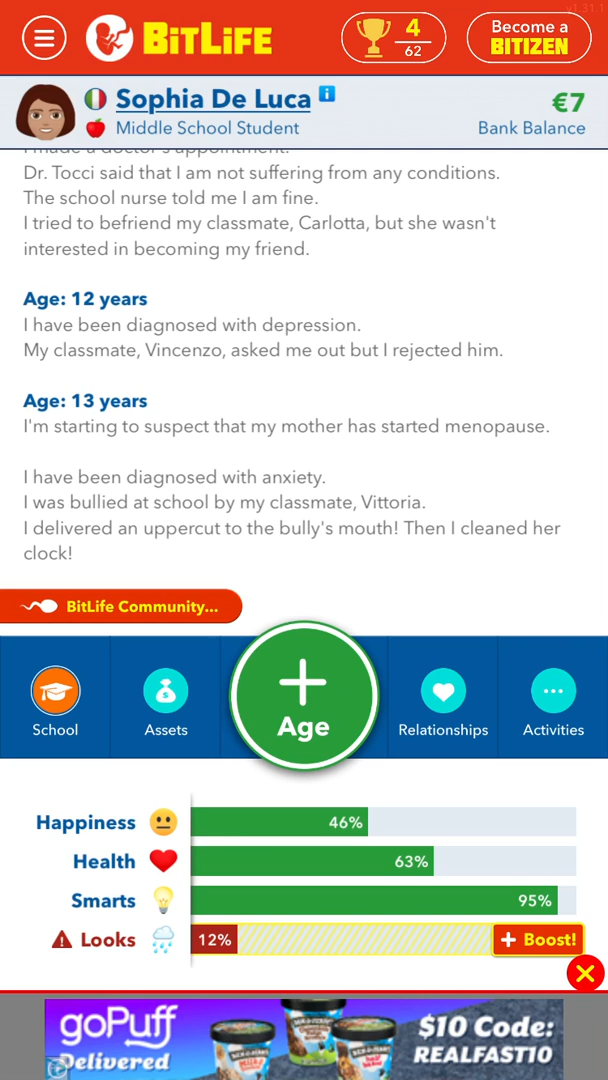 v1.31.1
BITLIFE
4
62
Become a
BITIZEN
Sophia De Luca
€7
Middle School Student
Bank Balance
I made a doctor's appointment.
Dr. Tocci said that I am not suffering from any conditions.
The school nurse told me I am fine.
I tried to befriend my classmate, Carlotta, but she wasn't
interested in becoming my friend.
Age: 12 years
I have been diagnosed with depression.
My classmate, Vincenzo, asked me out but I rejected him.
Age: 13 years
I'm starting to suspect that my mother has started menopause.
I have been diagnosed with anxiety.
I was bullied at school by my classmate, Vittoria.
I delivered an uppercut to the bully's mouth! Then I cleaned her
clock!
BitLife Community...
+
Age
School
Assets
Relationships
Activities
Happiness
46%
Health
63%
Smarts
95%
Looks
12%
+ Boost!
goPuff
Delivered
$10 Code:
REALFAST10